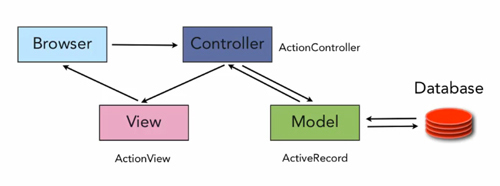 Browser
Controller
ActionController
Database
View
Model
ActionView
ActiveRecord